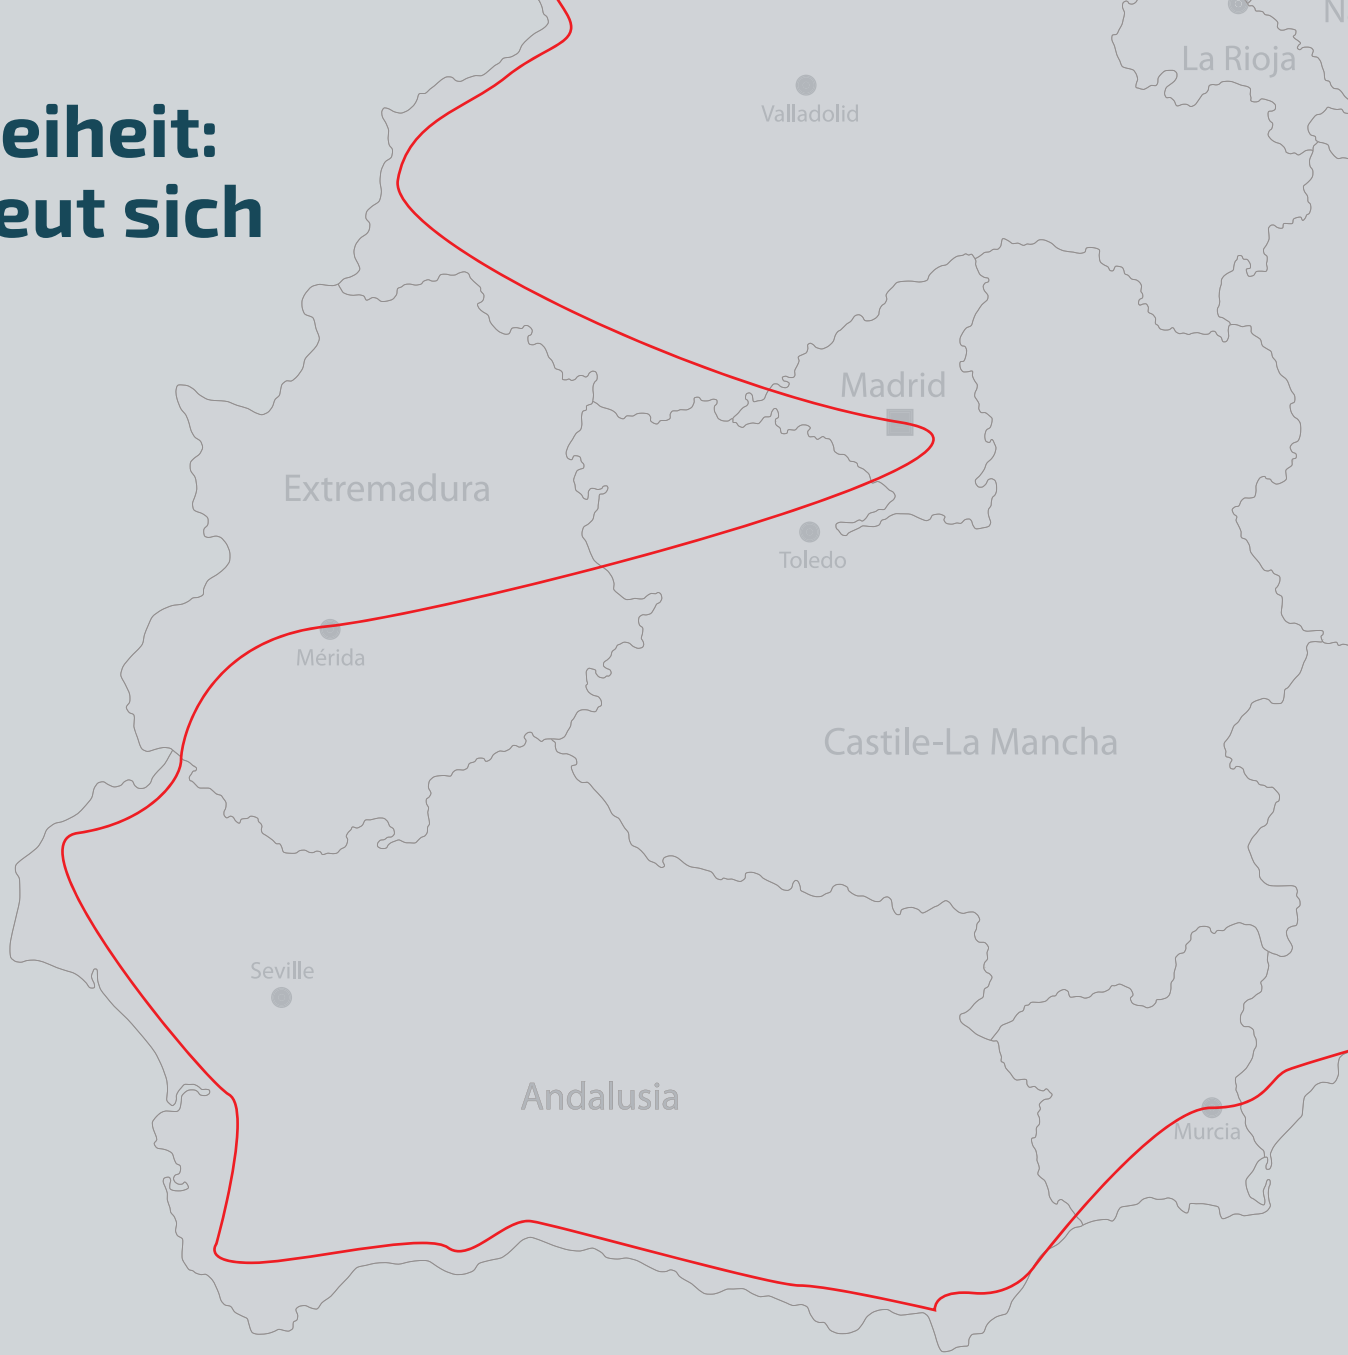 La Rioja
Valladolid
eiheit:
eut sich
Madrid
Extremadura
Toledo
Mérida
Castile-La Mancha
Seville
Andalusia
Murcia